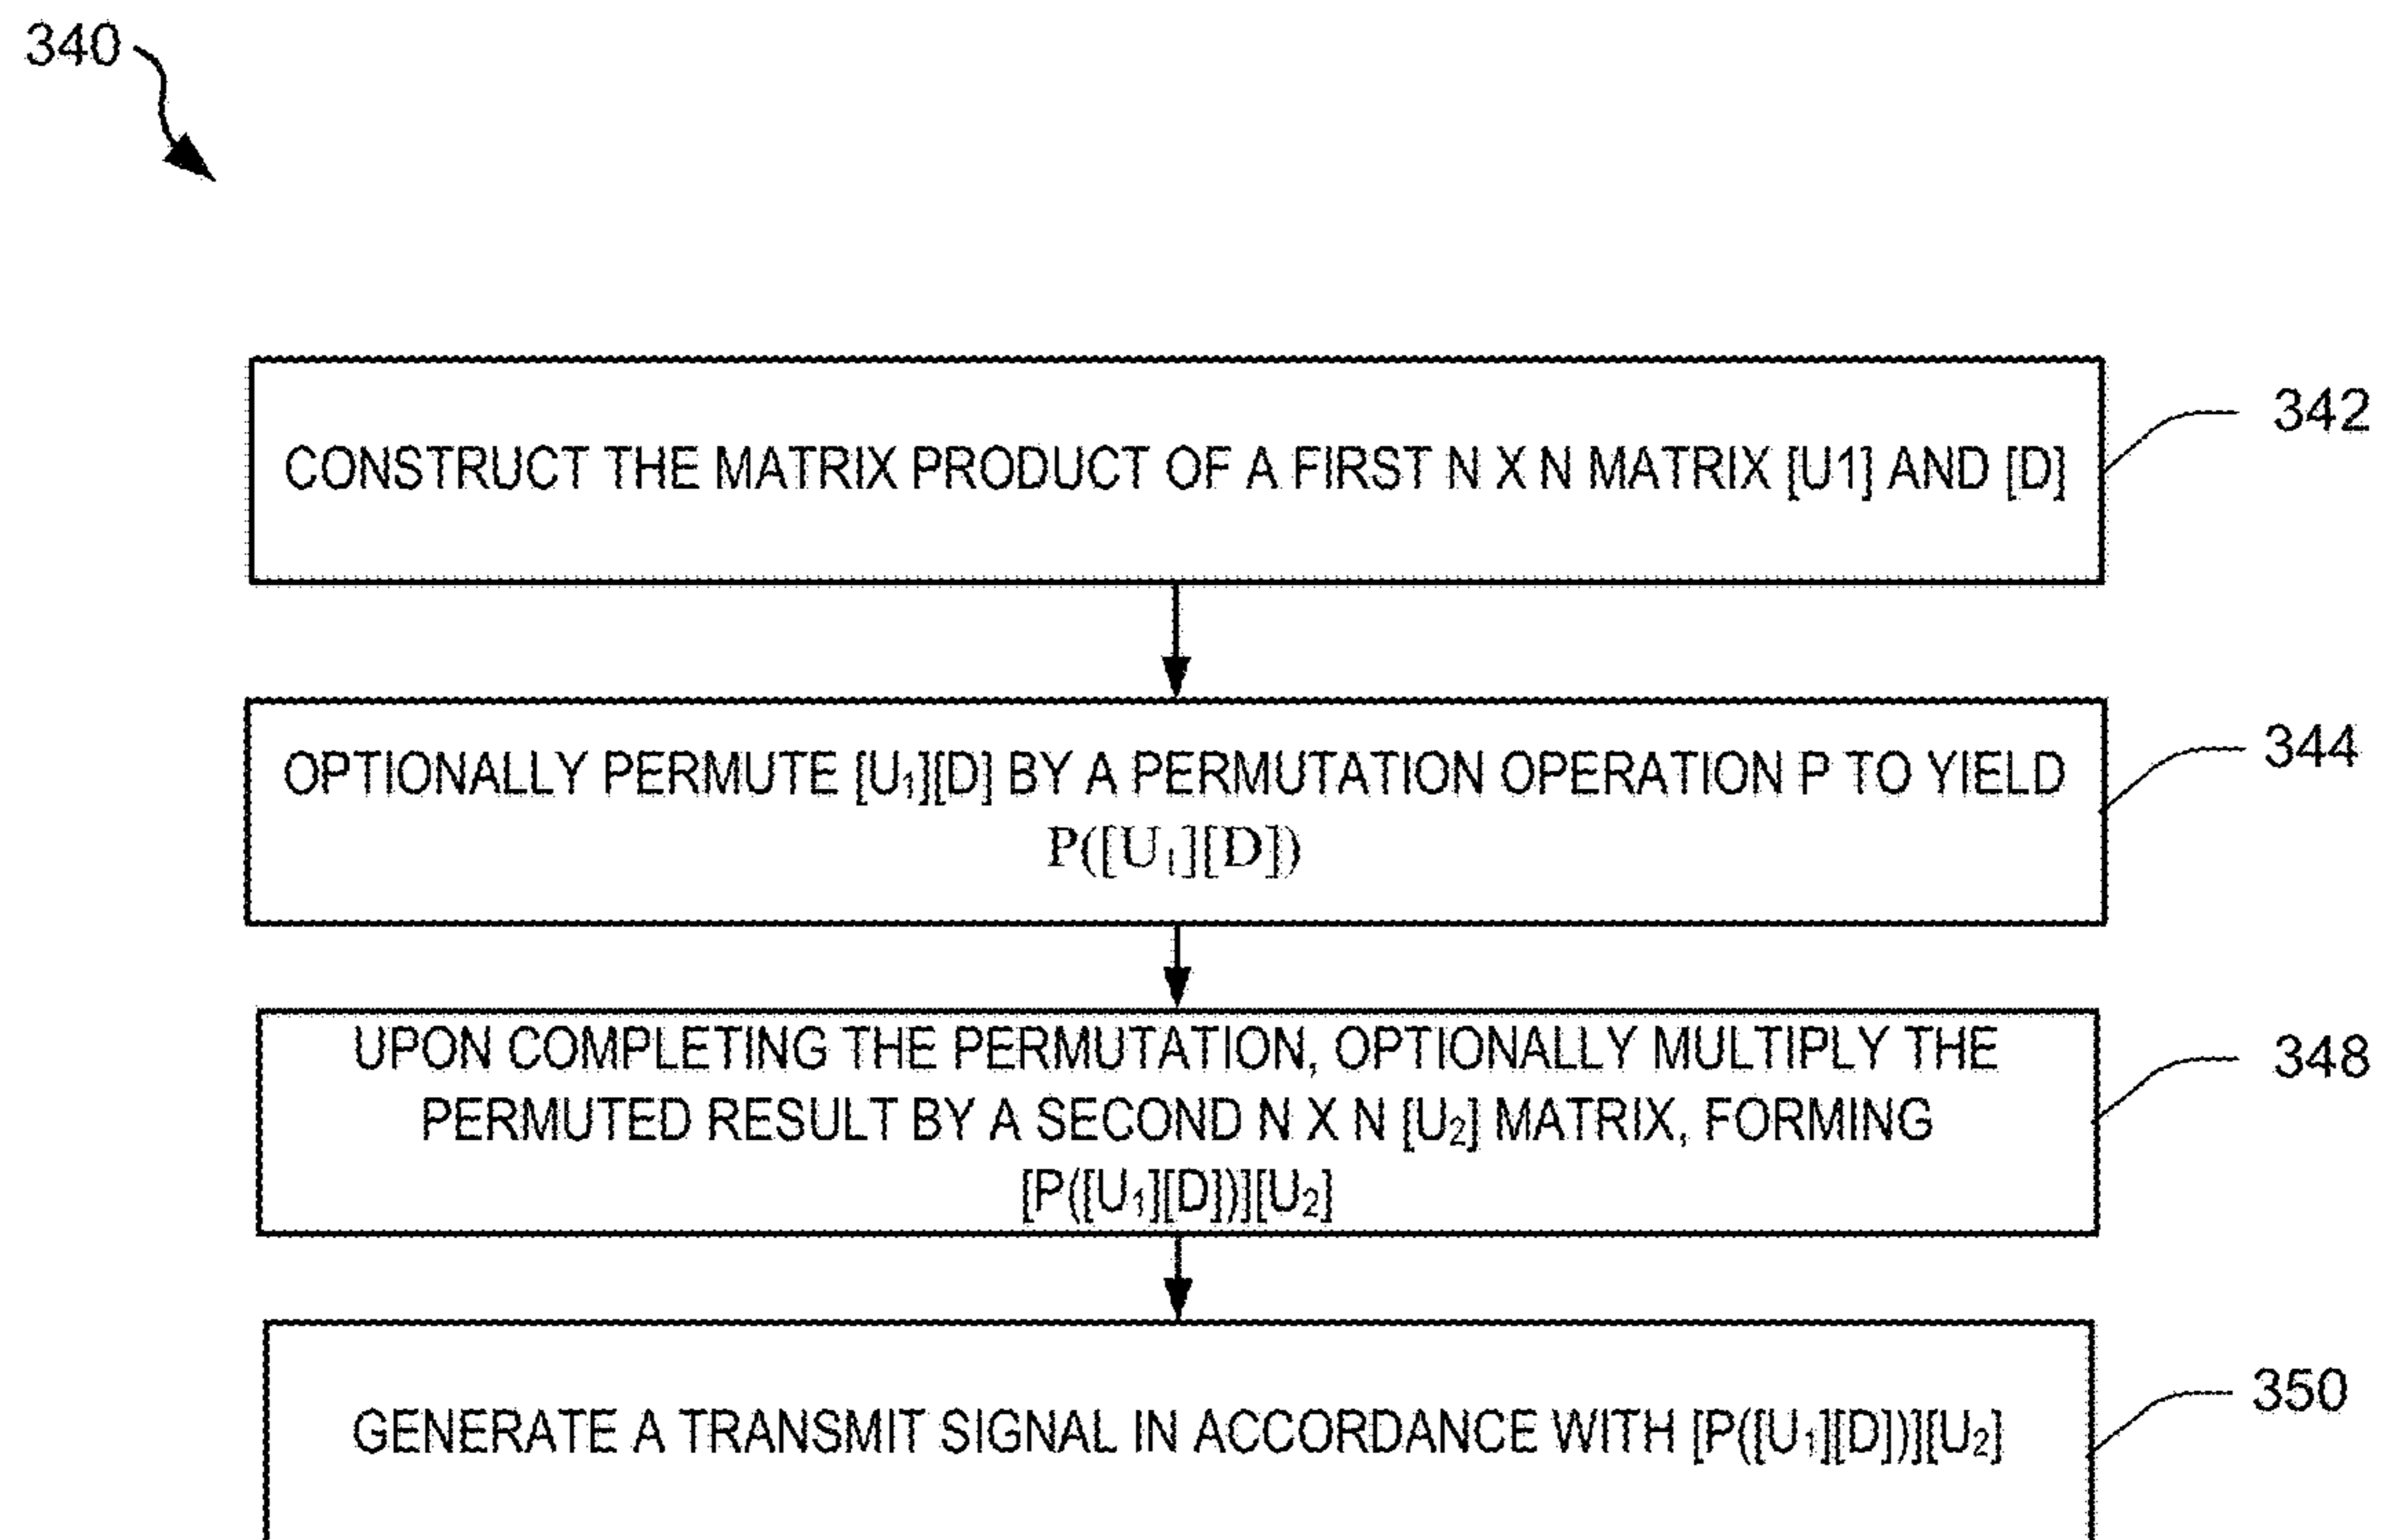 340
CONSTRUCT THE MATRIX PRODUCT OF A FIRST N X N MATRIX [U1] AND [D]
342
OPTIONALLY PERMUTE [U₁][D] BY A PERMUTATION OPERATION P TO YIELD
P([U₁][D])
344
UPON COMPLETING THE PERMUTATION, OPTIONALLY MULTIPLY THE
PERMUTED RESULT BY A SECOND N X N [U₂] MATRIX, FORMING
[P([U₁][D])][U₂]
348
GENERATE A TRANSMIT SIGNAL IN ACCORDANCE WITH [P([U₁][D])][U₂]
350